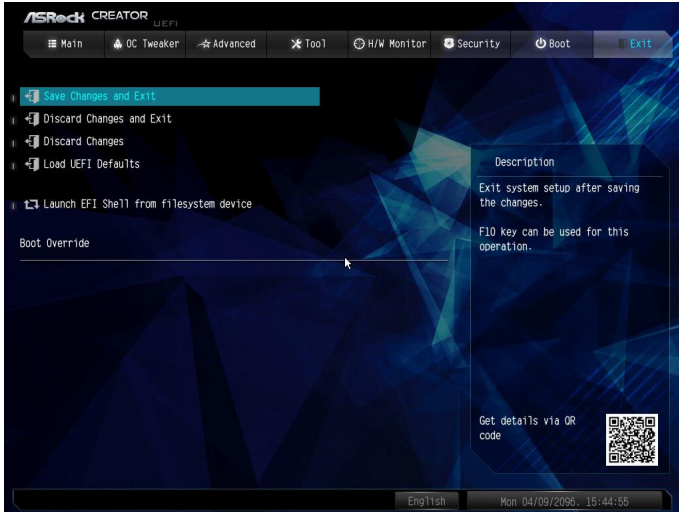 ASRock CREATOR UEFI
Main OC Tweaker Advanced Tool H/W Monitor Security Boot Exit
Save Changes and Exit
Discard Changes and Exit
Discard Changes
Load UEFI Defaults
Launch EFI Shell from filesystem device
Boot Override
Description
Exit system setup after saving
the changes.
F10 key can be used for this
operation.
Get details via QR
code
English Mon 04/09/2096, 15:44:55